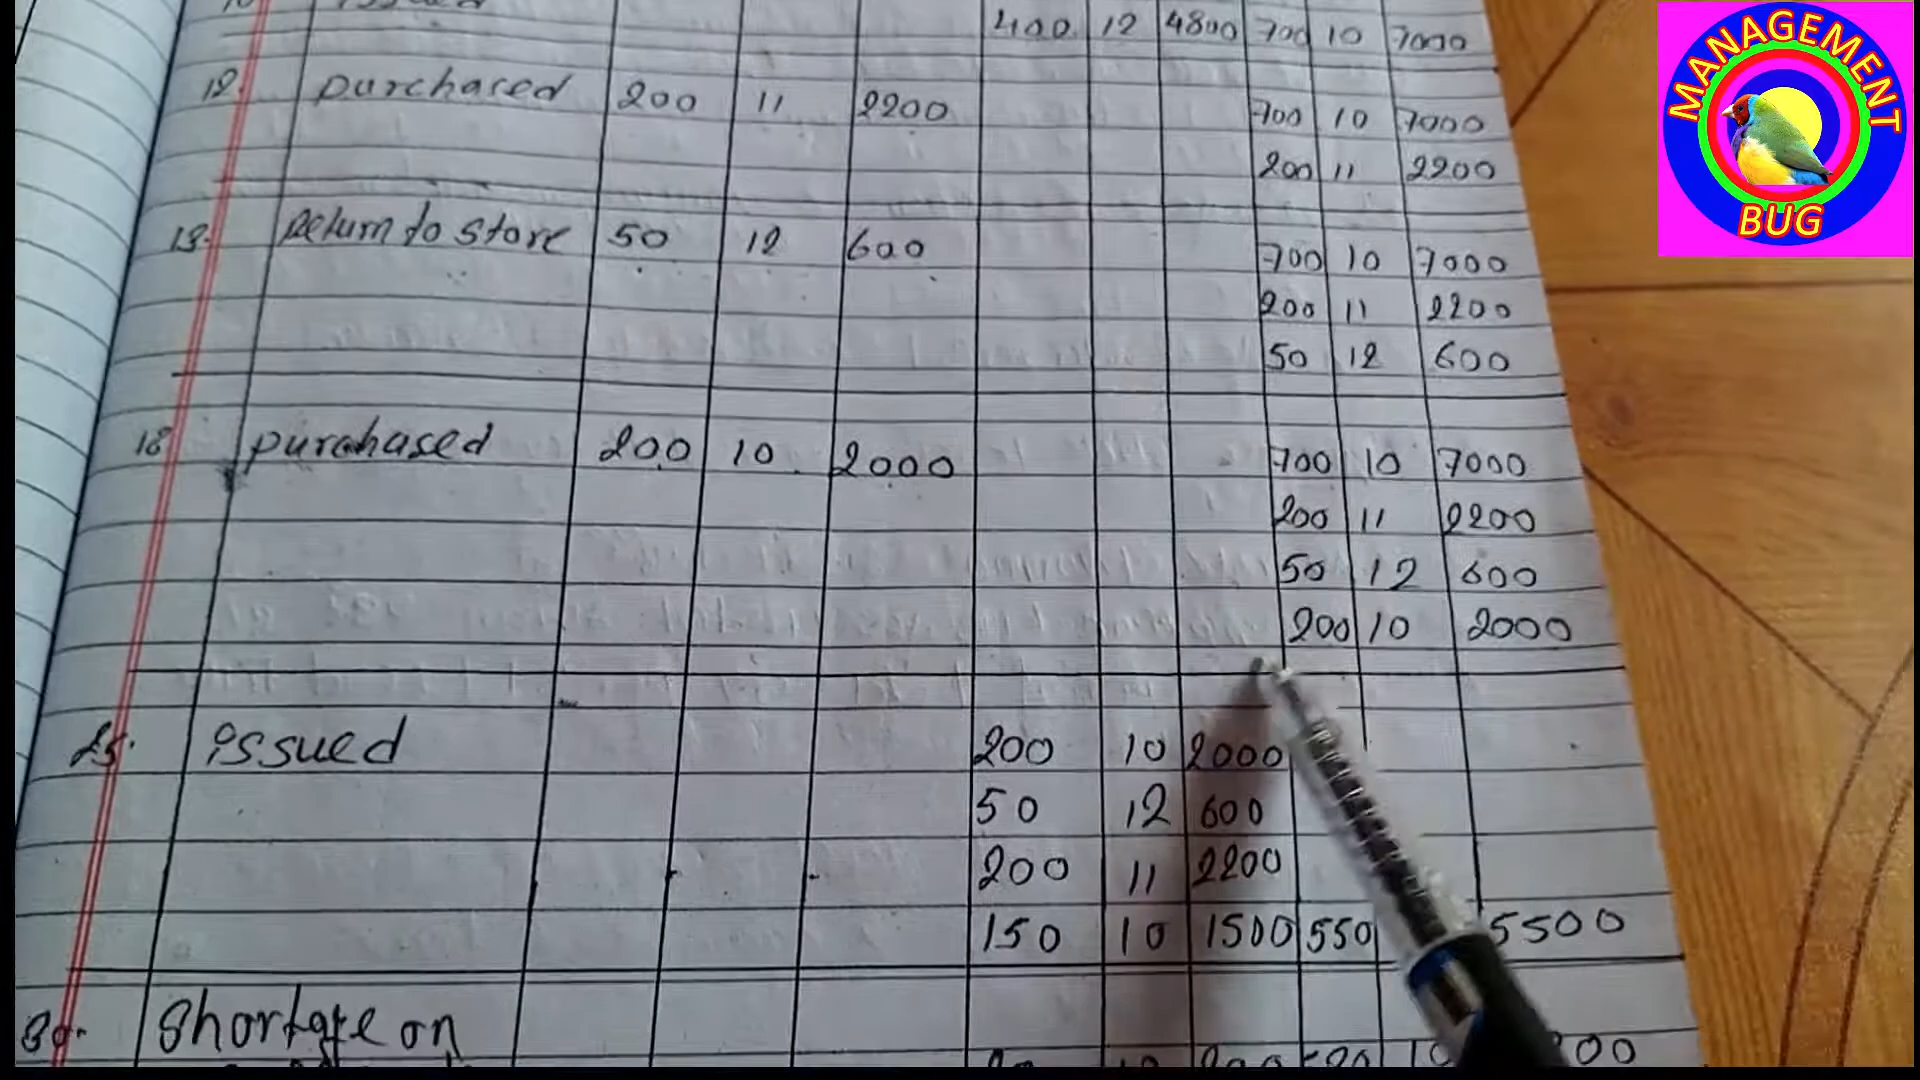 issued
400 12 4800 700 10 7000
12. purchased 200 11 2200 700 10 7000
200 11 2200
13. Return to store 50 12 600 700 10 7000
200 11 2200
50 12 600
18 purchased 200 10 2000 700 10 7000
200 11 2200
50 12 600
200 10 2000
25. issued 200 10 2000
50 12 600
200 11 2200
150 10 1500 550 5500
30. Shortage on
MANAGEMENT
BUG